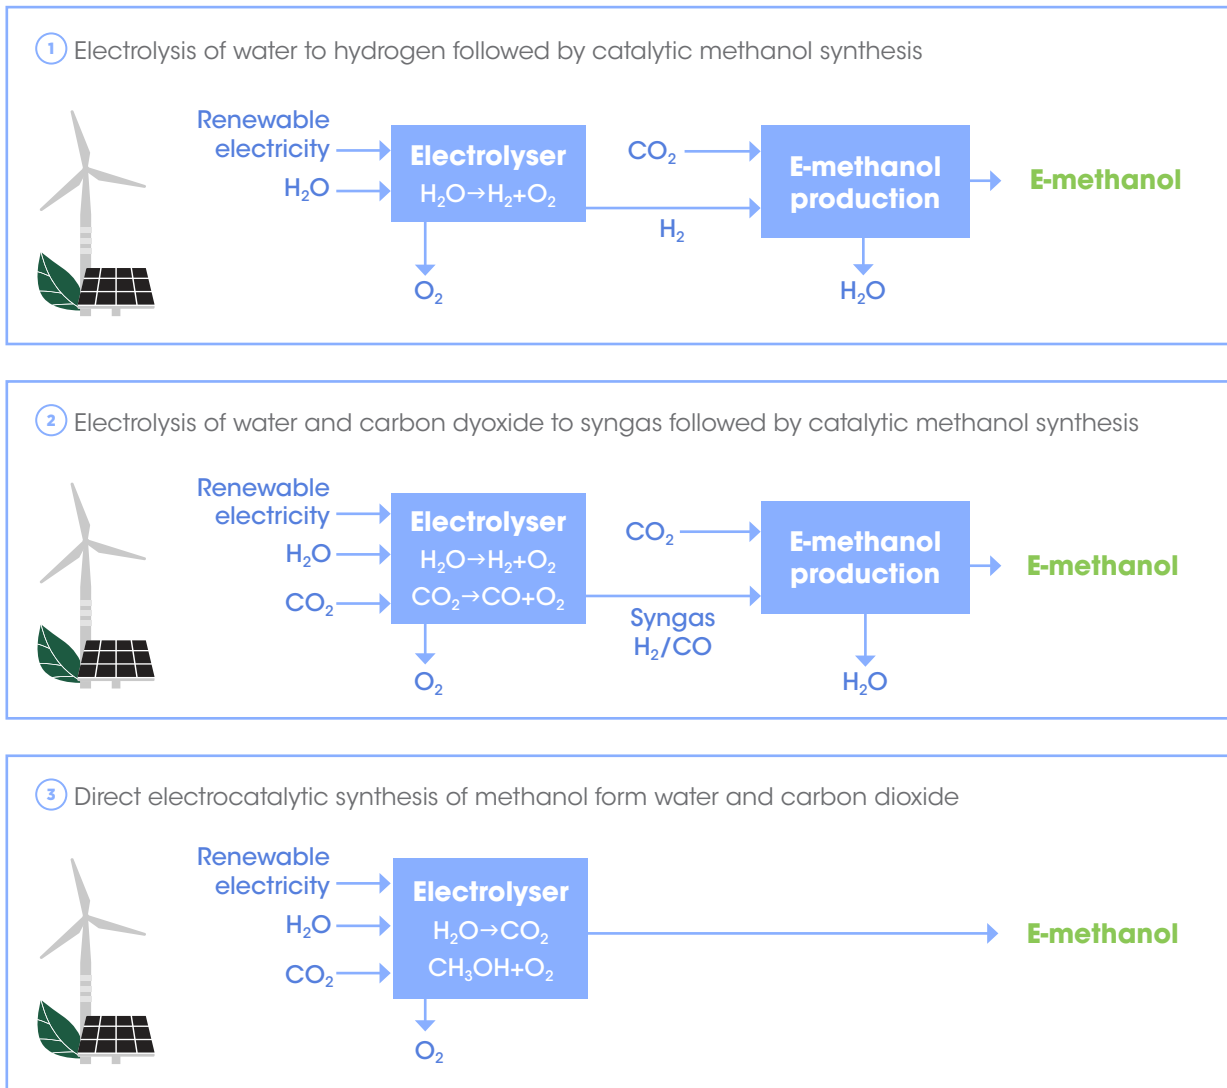 1 Electrolysis of water to hydrogen followed by catalytic methanol synthesis
Renewable
electricity
H₂O
Electrolyser
H₂O→H₂+O₂
O₂
CO₂
H₂
E-methanol
production
H₂O
E-methanol
2 Electrolysis of water and carbon dyoxide to syngas followed by catalytic methanol synthesis
Renewable
electricity
H₂O
CO₂
Electrolyser
H₂O→H₂+O₂
CO₂→CO+O₂
O₂
CO₂
Syngas
H₂/CO
E-methanol
production
H₂O
E-methanol
3 Direct electrocatalytic synthesis of methanol form water and carbon dioxide
Renewable
electricity
H₂O
CO₂
Electrolyser
H₂O→CO₂
CH₃OH+O₂
O₂
E-methanol